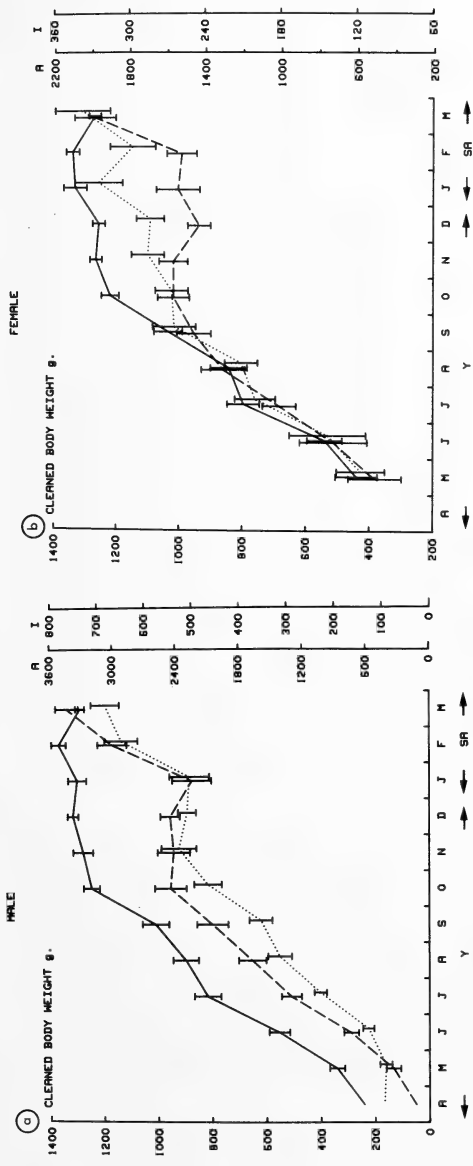 MALE
a CLEANED BODY WEIGHT g.
A I
1400 3600 800
1200 3000 700
1000 2400 600
800 1800 500
600 1200 400
400 600 300
200 0 200
0 100
0
A M J J A S O N D J F M
Y SA
FEMALE
b CLEANED BODY WEIGHT g.
A I
1400 2200 360
1200 1800 300
1000 1400 240
800 1000 180
600 600 120
400 200 60
200
A M J J A S O N D J F M
Y SA